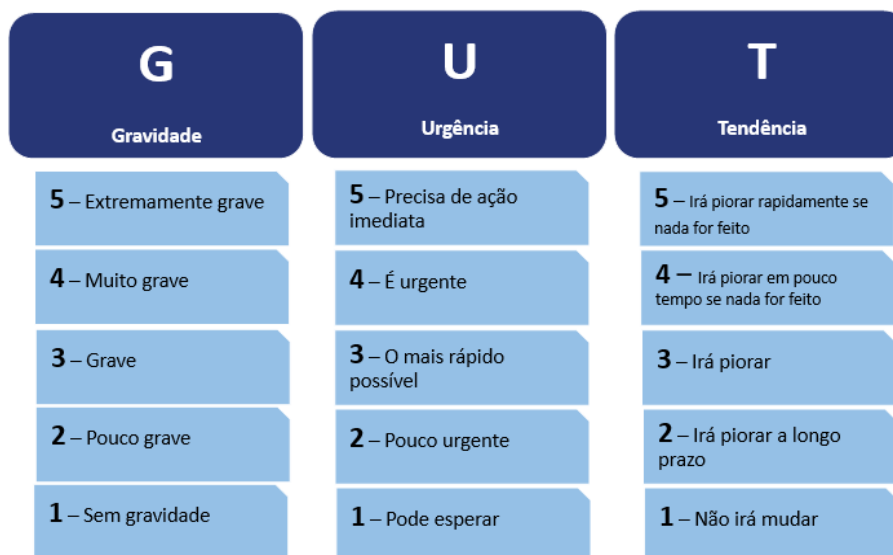 G
Gravidade
5 – Extremamente grave
4 – Muito grave
3 – Grave
2 – Pouco grave
1 – Sem gravidade
U
Urgência
5 – Precisa de ação
imediata
4 – É urgente
3 – O mais rápido
possível
2 – Pouco urgente
1 – Pode esperar
T
Tendência
5 – Irá piorar rapidamente se
nada for feito
4 – Irá piorar em pouco
tempo se nada for feito
3 – Irá piorar
2 – Irá piorar a longo
prazo
1 – Não irá mudar